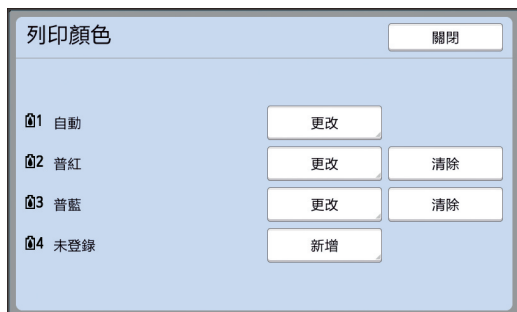 列印顏色 關閉
1 自動 更改
2 普紅 更改 清除
3 普藍 更改 清除
4 未登錄 新增